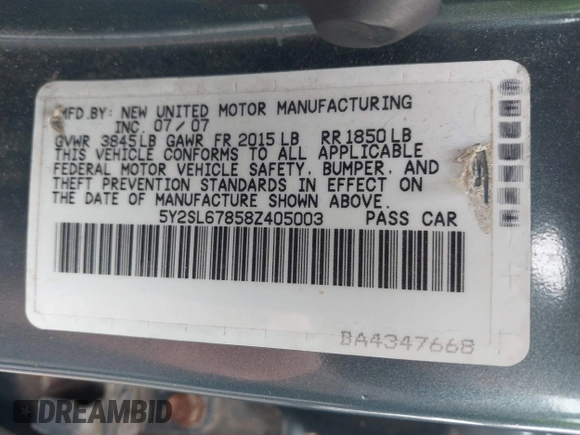 MFD.BY: NEW UNITED MOTOR MANUFACTURING
INC. 07/07
GVWR 3845LB GAWR FR 2015LB RR1850LB
THIS VEHICLE CONFORMS TO ALL APPLICABLE
FEDERAL MOTOR VEHICLE SAFETY, BUMPER, AND
THEFT PREVENTION STANDARDS IN EFFECT ON
THE DATE OF MANUFACTURE SHOWN ABOVE.
5Y2SL67858Z405003 PASS CAR
BA4347668
DREAMBID